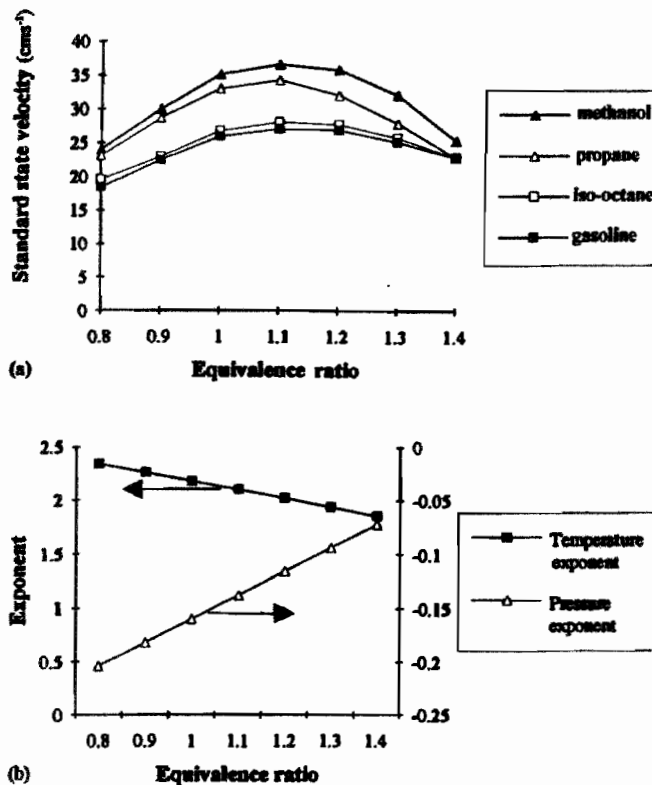 Standard state velocity (cms⁻¹)
40
35
30
25
20
15
10
5
0
0.8 0.9 1 1.1 1.2 1.3 1.4
(a) Equivalence ratio
methanol
propane
iso-octane
gasoline
Exponent
2.5
2
1.5
1
0.5
0
0
-0.05
-0.1
-0.15
-0.2
-0.25
0.8 0.9 1 1.1 1.2 1.3 1.4
(b) Equivalence ratio
Temperature
exponent
Pressure
exponent